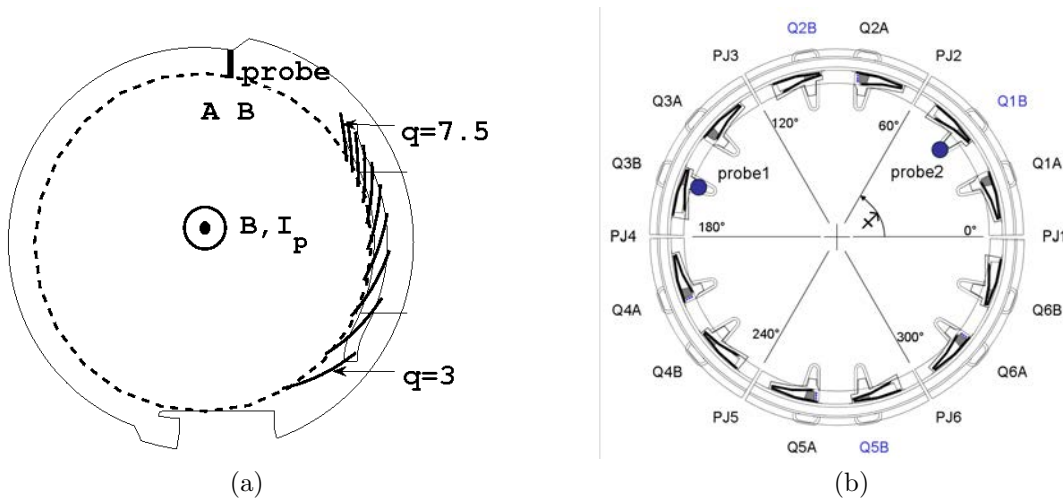 probe
A B
q=7.5
B,Ip
q=3
(a)
Q2B
Q2A
PJ3
PJ2
Q3A
Q1B
120°
60°
Q3B
probe1
probe2
Q1A
PJ4
180°
0°
PJ1
Q4A
Q6B
240°
300°
Q4B
Q6A
PJ5
PJ6
Q5A
Q5B
(b)